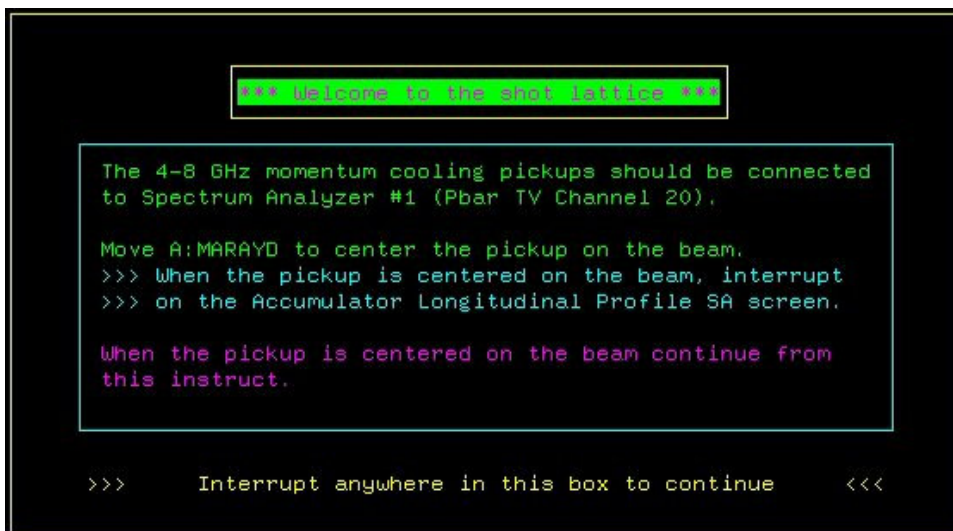 *** Welcome to the shot lattice ***
The 4-8 GHz momentum cooling pickups should be connected
to Spectrum Analyzer #1 (Pbar TV Channel 20).
Move A:MARAYD to center the pickup on the beam.
>>> When the pickup is centered on the beam, interrupt
>>> on the Accumulator Longitudinal Profile SA screen.
When the pickup is centered on the beam continue from
this instruct.
>>> Interrupt anywhere in this box to continue <<<